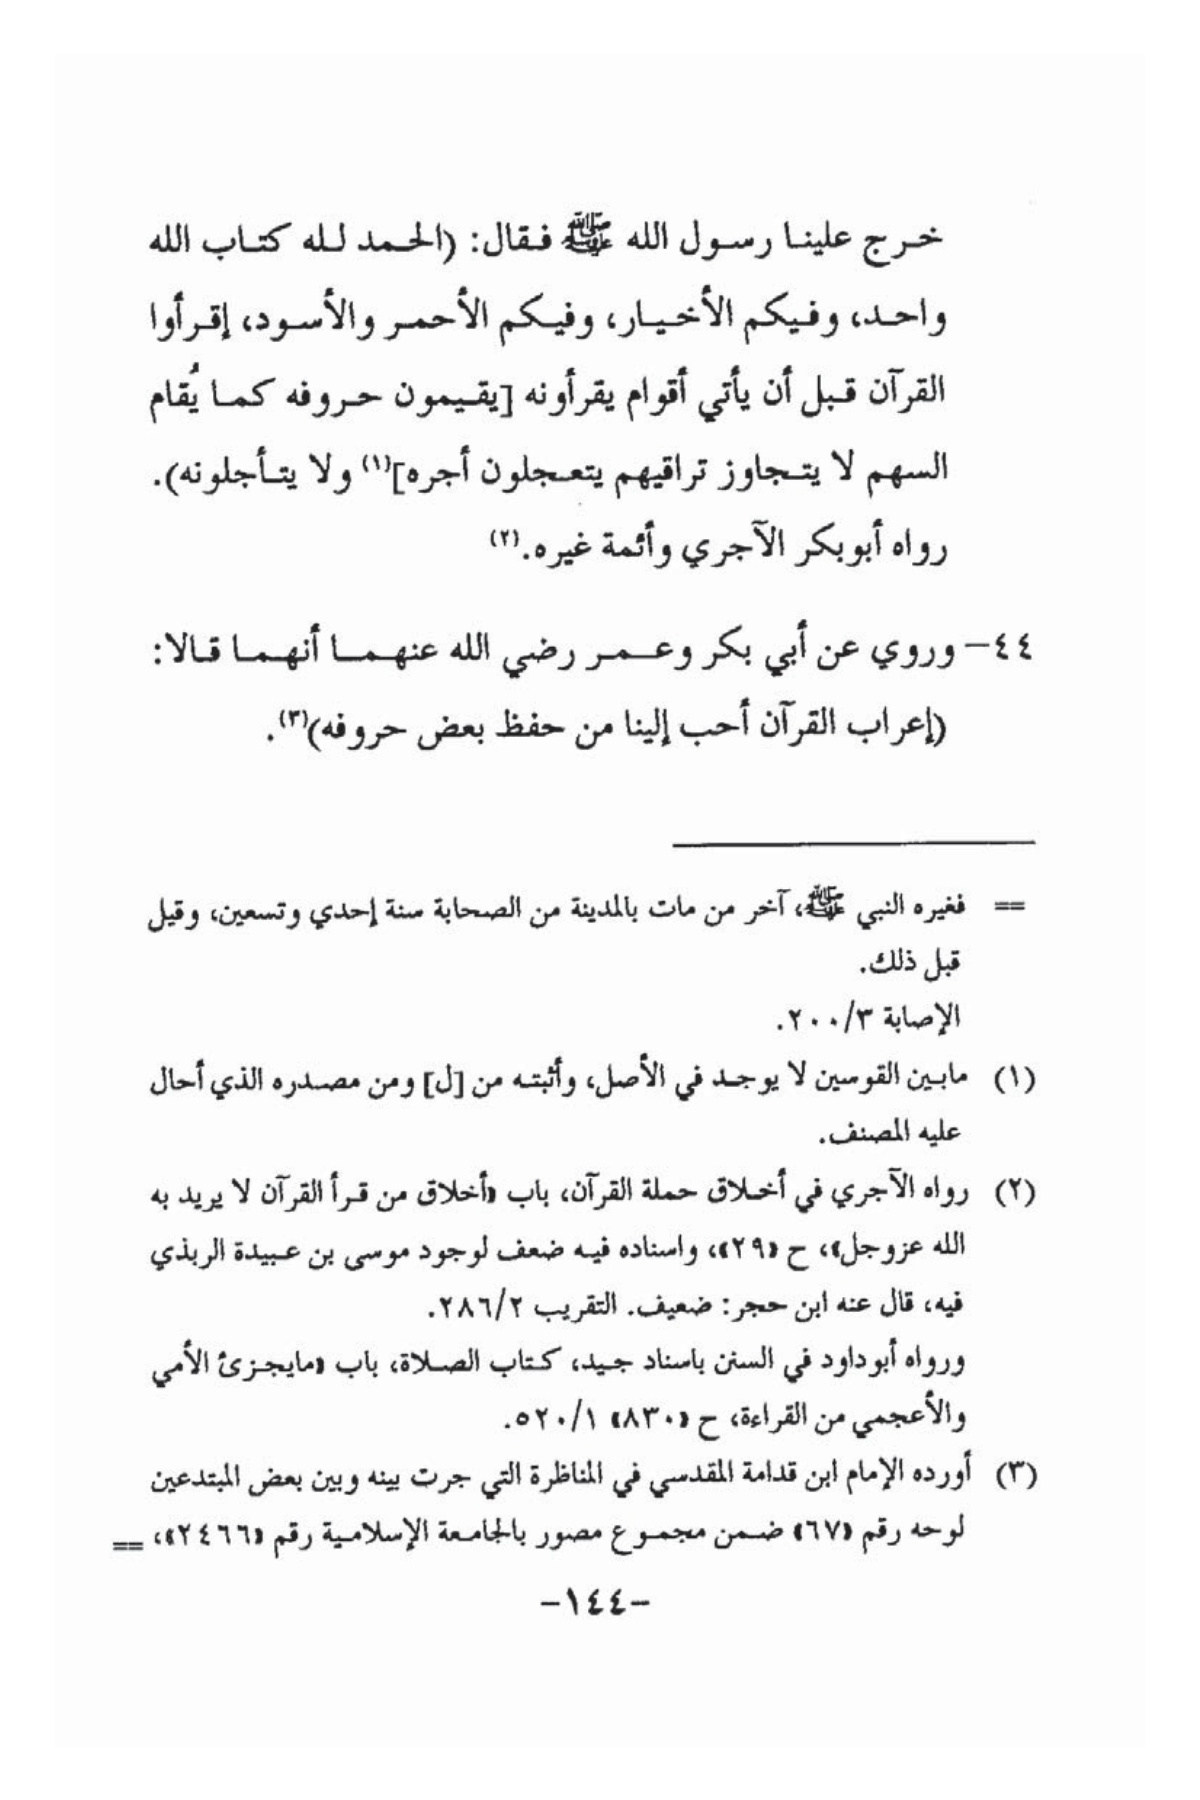 خرج علينا رسول الله ﷺ فقال: (الحمد لله كتاب الله
واحد، وفيكم الأخيار، وفيكم الأحمر والأسود، إقرأوا
القرآن قبل أن يأتي أقوام يقرأونه [يقيمون حروفه كما يُقام
السهم لا يتجاوز تراقيهم يتعجلون أجره](١) ولا يتأجلونه).
رواه أبوبكر الآجري وأئمة غيره.(٢)
٤٤- وروي عن أبي بكر وعمر رضي الله عنهما أنهما قالا:
(إعراب القرآن أحب إلينا من حفظ بعض حروفه)(٣).
== فغيره النبي ﷺ، آخر من مات بالمدينة من الصحابة سنة إحدي وتسعين، وقيل
قبل ذلك.
الإصابة ٢٠٠/٣.
(١) مابين القوسين لا يوجد في الأصل، وأثبته من [ل] ومن مصدره الذي أحال
عليه المصنف.
(٢) رواه الآجري في أخلاق حملة القرآن، باب «أخلاق من قرأ القرآن لا يريد به
الله عزوجل»، ح «٢٩»، واسناده فيه ضعف لوجود موسى بن عبيدة الربذي
فيه، قال عنه ابن حجر: ضعيف. التقريب ٢٨٦/٢.
ورواه أبوداود في السنن باسناد جيد، كتاب الصلاة، باب «مايجزئ الأمي
والأعجمي من القراءة، ح «٨٣٠» ٥٢٠/١.
(٣) أورده الإمام ابن قدامة المقدسي في المناظرة التي جرت بينه وبين بعض المبتدعين
لوحه رقم «٦٧» ضمن مجموع مصور بالجامعة الإسلامية رقم «٢٤٦٦»، ==
-١٤٤-